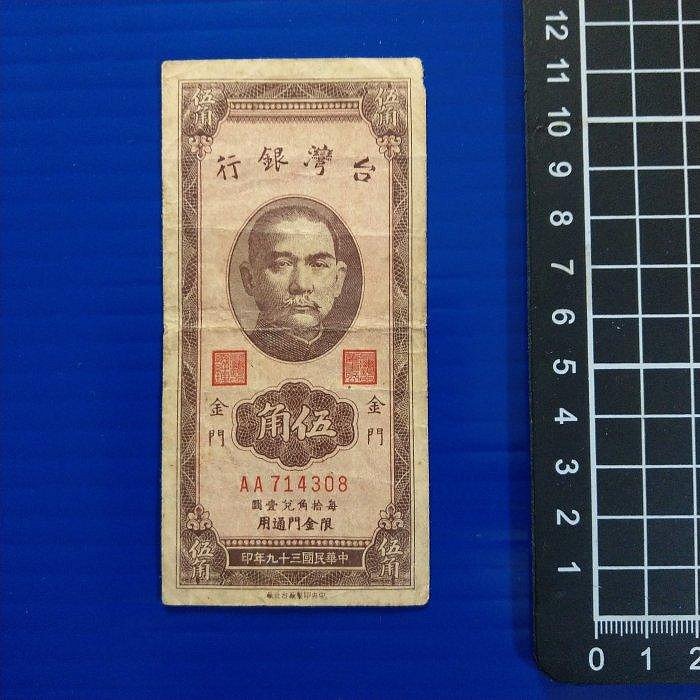 伍角
伍角
台灣銀行
金門
金門
伍角
AA714308
每拾角兌壹圓
限金門通用
伍角
伍角
中華民國三十九年印
12
11
10
9
8
7
6
5
4
3
2
1
0 1 2